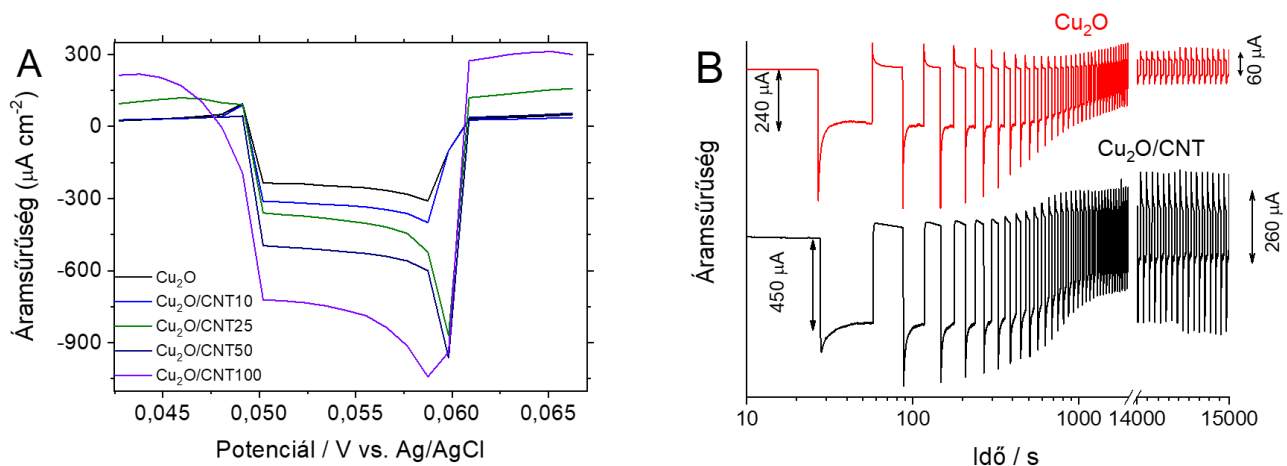 A
Áramsűrűség (µA cm⁻²)
300
0
-300
-600
-900
Cu₂O
Cu₂O/CNT10
Cu₂O/CNT25
Cu₂O/CNT50
Cu₂O/CNT100
0,045 0,050 0,055 0,060 0,065
Potenciál / V vs. Ag/AgCl
B
Áramsűrűség
Cu₂O
240 µA
60 µA
Cu₂O/CNT
450 µA
260 µA
10 100 1000 14000 15000
Idő / s